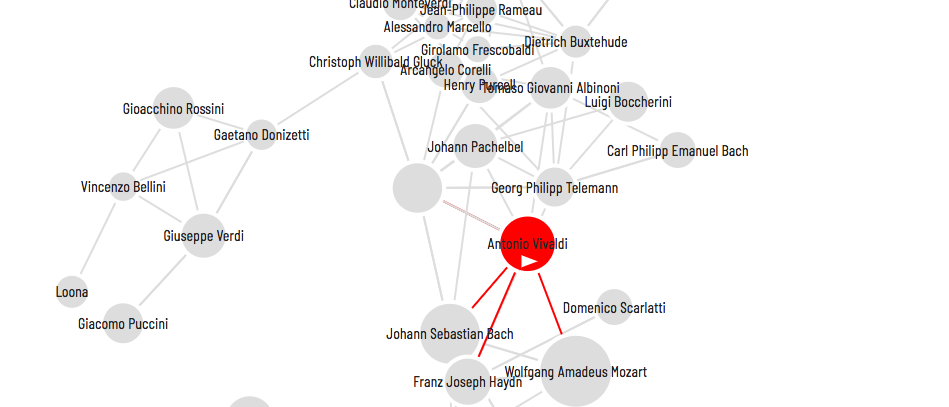 Claudio Monteverdi
Jean-Philippe Rameau
Alessandro Marcello
Dietrich Buxtehude
Girolamo Frescobaldi
Christoph Willibald Gluck
Arcangelo Corelli
Henry Purcell
Tomaso Giovanni Albinoni
Luigi Boccherini
Gioacchino Rossini
Gaetano Donizetti
Johann Pachelbel
Carl Philipp Emanuel Bach
Vincenzo Bellini
Georg Philipp Telemann
Giuseppe Verdi
Antonio Vivaldi
Loona
Domenico Scarlatti
Giacomo Puccini
Johann Sebastian Bach
Wolfgang Amadeus Mozart
Franz Joseph Haydn